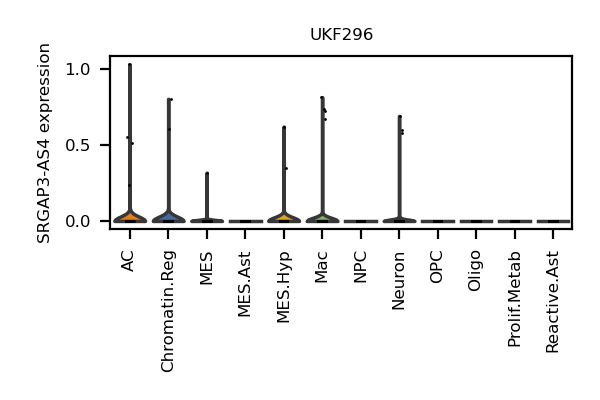 UKF296
SRGAP3-AS4 expression
1.0
0.5
0.0
AC
Chromatin.Reg
MES
MES.Ast
MES.Hyp
Mac
NPC
Neuron
OPC
Oligo
Prolif.Metab
Reactive.Ast